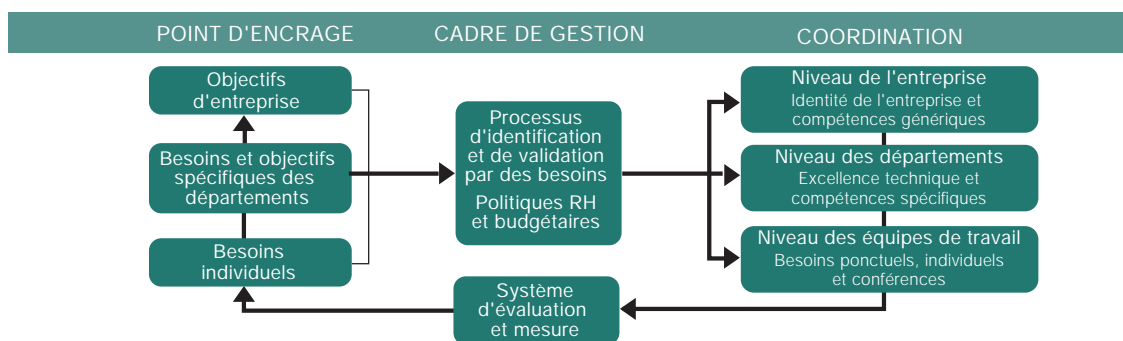 POINT D'ENCRAGE
CADRE DE GESTION
COORDINATION
Objectifs
d'entreprise
Besoins et objectifs
spécifiques des
départements
Besoins
individuels
Processus
d'identification
et de validation
par des besoins
Politiques RH
et budgétaires
Système
d'évaluation
et mesure
Niveau de l'entreprise
Identité de l'entreprise et
compétences génériques
Niveau des départements
Excellence technique et
compétences spécifiques
Niveau des équipes de travail
Besoins ponctuels, individuels
et conférences